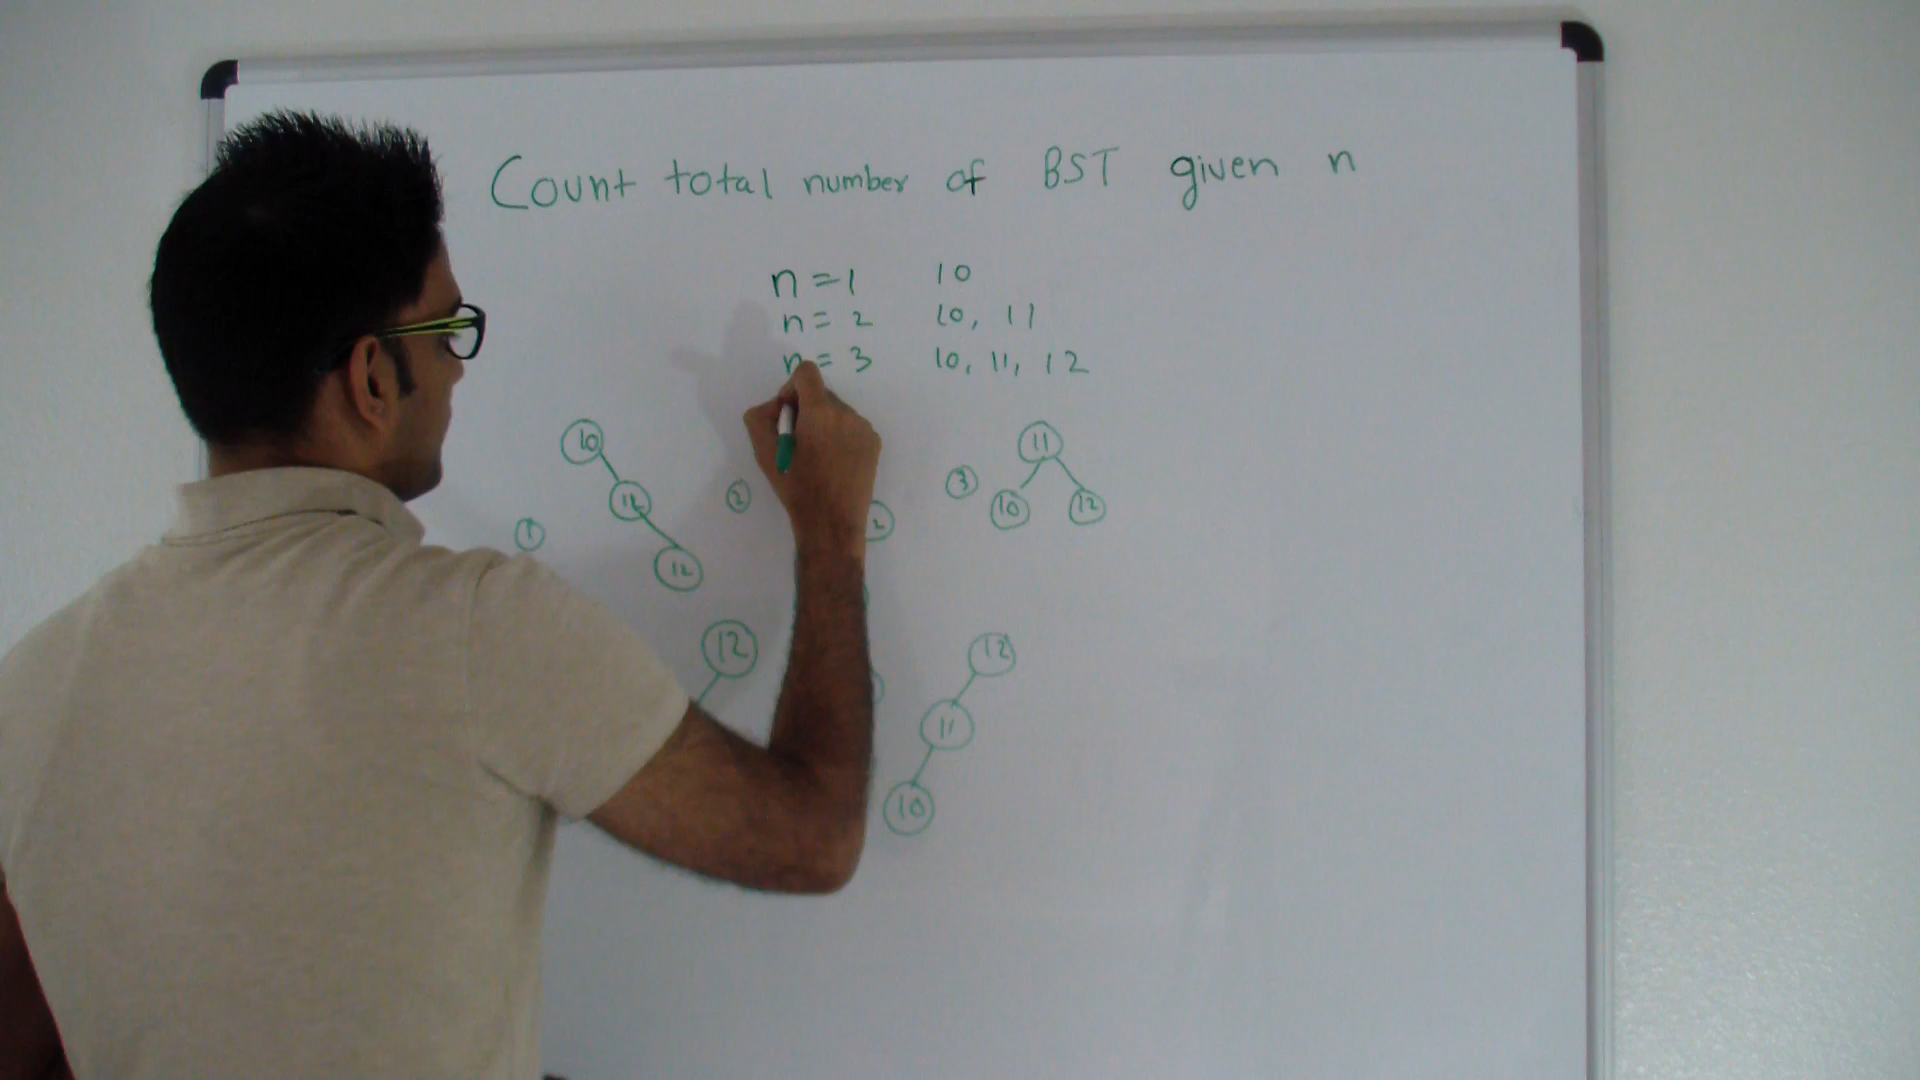 Count total number of BST given n
n = 1 10
n = 2 10, 11
n = 3 10, 11, 12
10
11
② ③ 10 12
①
12
12 12
11
10